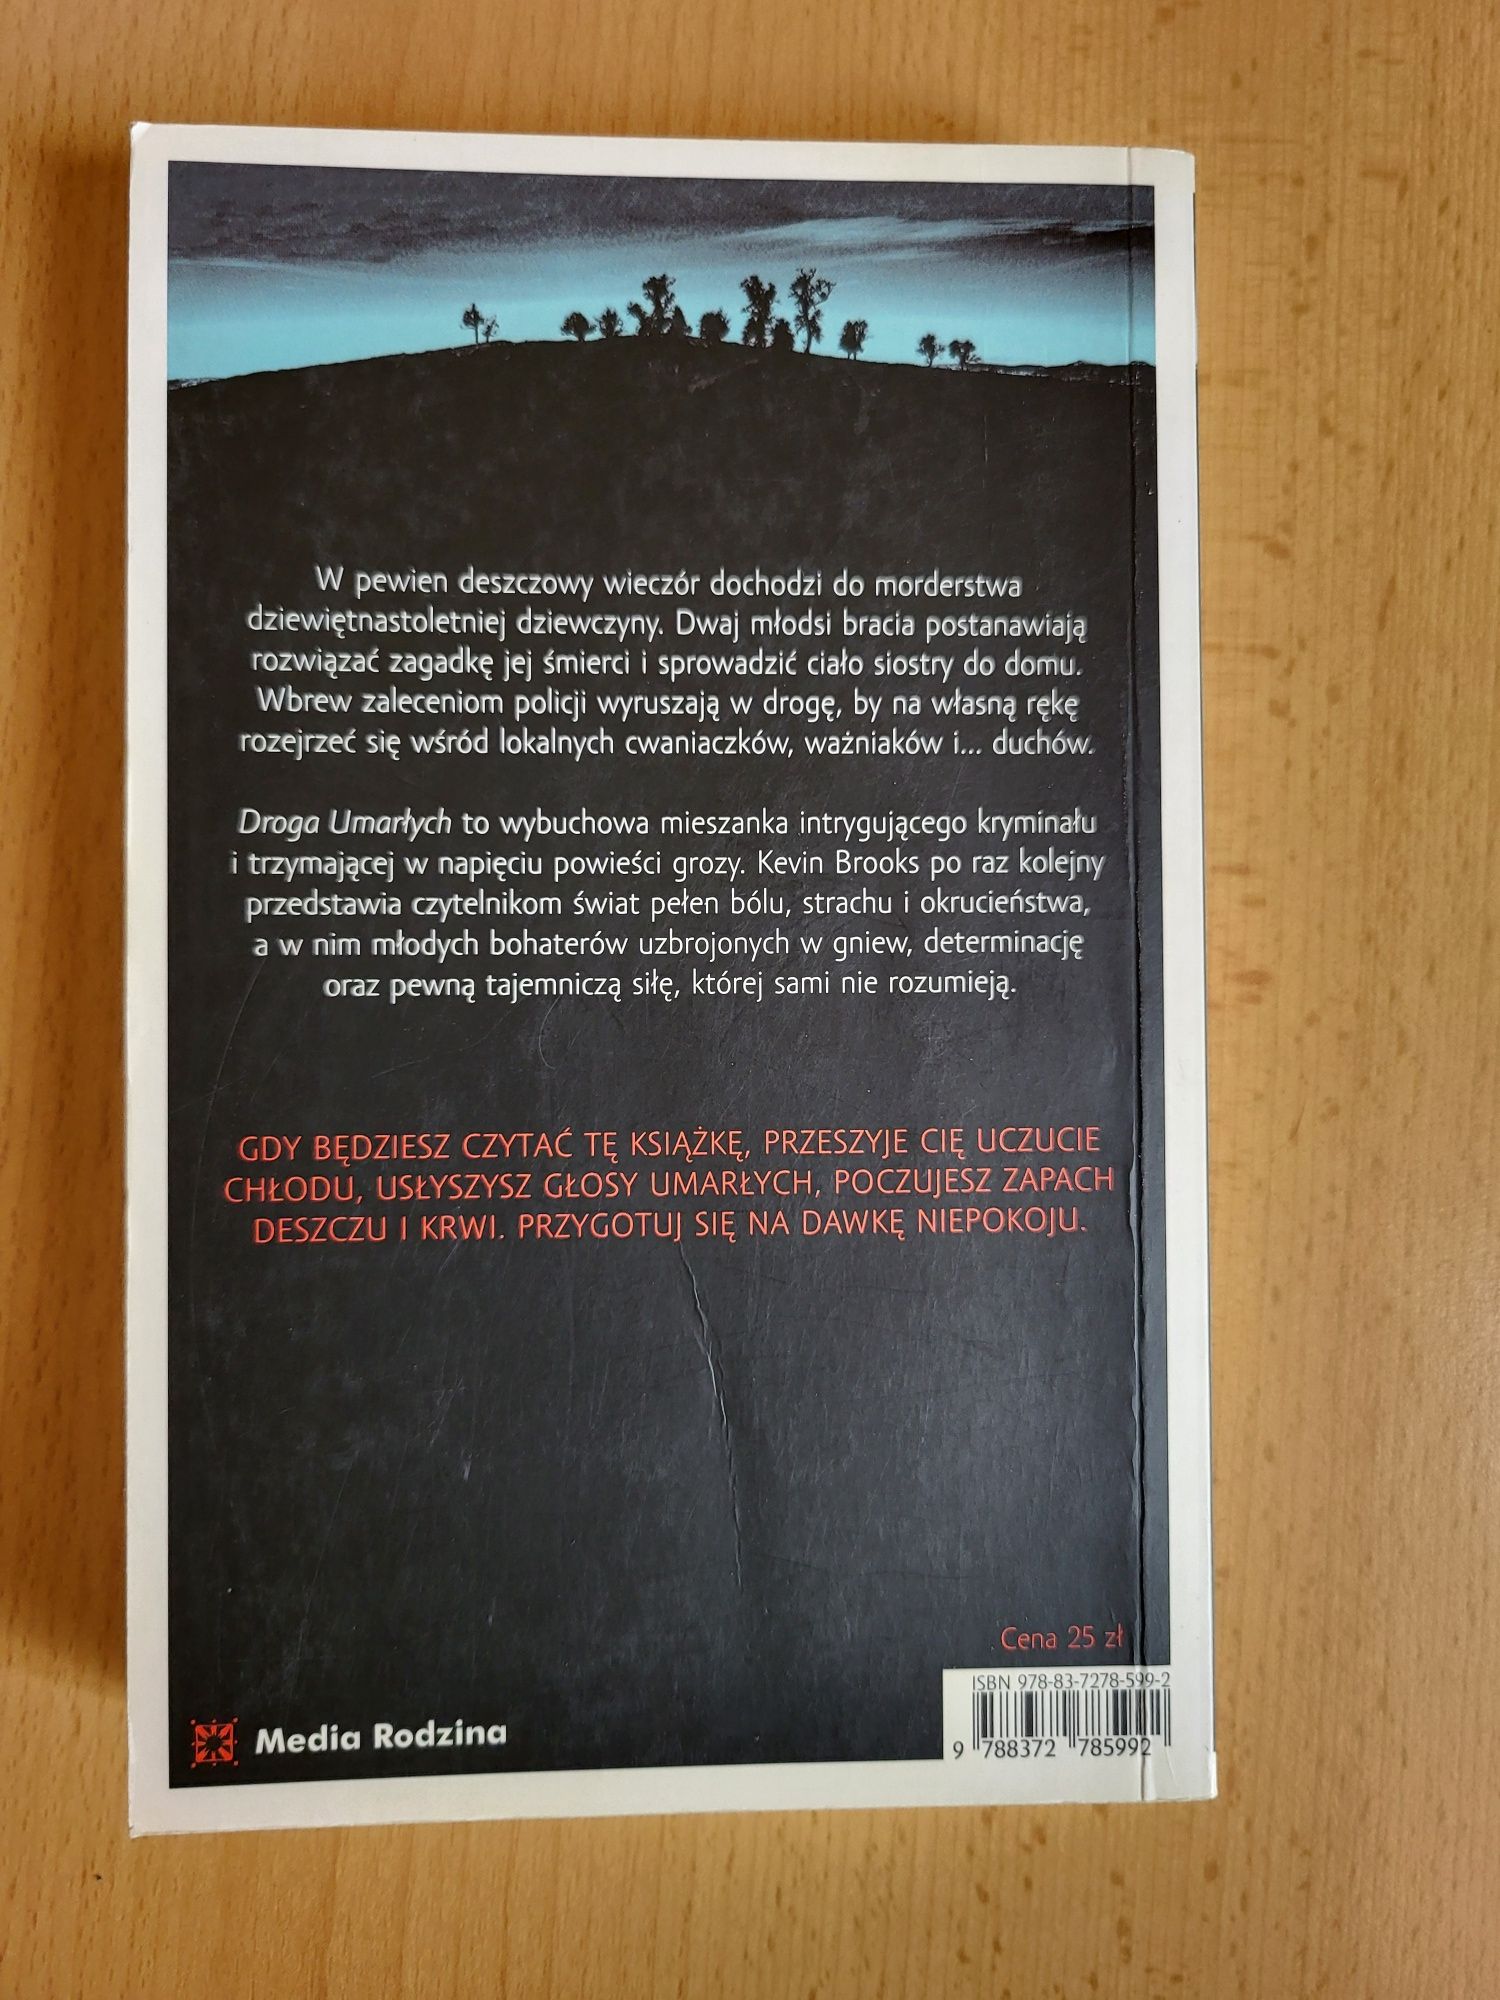 W pewien deszczowy wieczór dochodzi do morderstwa
dziewiętnastoletniej dziewczyny. Dwaj młodsi bracia postanawiają
rozwiązać zagadkę jej śmierci i sprowadzić ciało siostry do domu.
Wbrew zaleceniom policji wyruszają w drogę, by na własną rękę
rozejrzeć się wśród lokalnych cwaniaczków, ważniaków i... duchów.
Droga Umarłych to wybuchowa mieszanka intrygującego kryminału
i trzymającej w napięciu powieści grozy. Kevin Brooks po raz kolejny
przedstawia czytelnikom świat pełen bólu, strachu i okrucieństwa,
a w nim młodych bohaterów uzbrojonych w gniew, determinację
oraz pewną tajemniczą siłę, której sami nie rozumieją.
GDY BĘDZIESZ CZYTAĆ TĘ KSIĄŻKĘ, PRZESZYJE CIĘ UCZUCIE
CHŁODU, USŁYSZYSZ GŁOSY UMARŁYCH, POCZUJESZ ZAPACH
DESZCZU I KRWI. PRZYGOTUJ SIĘ NA DAWKĘ NIEPOKOJU.
Cena 25 zł
ISBN 978-83-7278-599-2
9 788372 785992
Media Rodzina